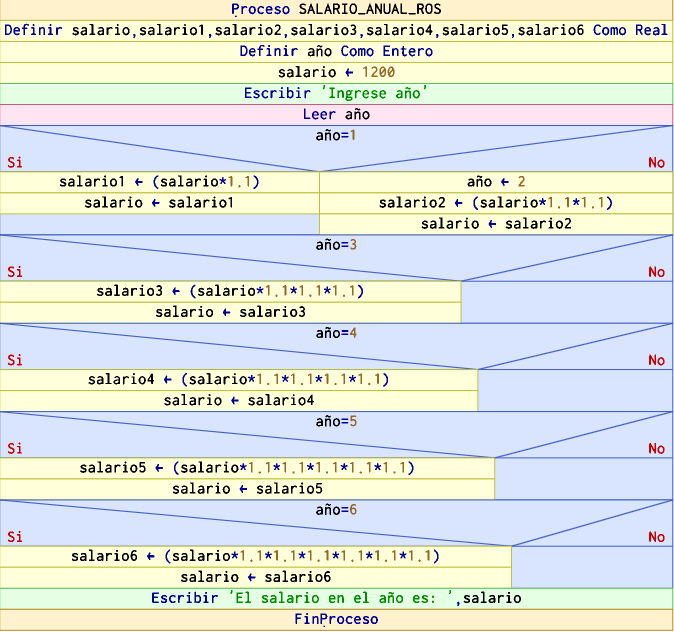 Proceso SALARIO_ANUAL_ROS
Definir salario,salario1,salario2,salario3,salario4,salario5,salario6 Como Real
Definir año Como Entero
salario ← 1200
Escribir 'Ingrese año'
Leer año
año=1
Si No
salario1 ← (salario*1.1) año ← 2
salario ← salario1 salario2 ← (salario*1.1*1.1)
salario ← salario2
año=3
Si No
salario3 ← (salario*1.1*1.1*1.1)
salario ← salario3
año=4
Si No
salario4 ← (salario*1.1*1.1*1.1*1.1)
salario ← salario4
año=5
Si No
salario5 ← (salario*1.1*1.1*1.1*1.1*1.1)
salario ← salario5
año=6
Si No
salario6 ← (salario*1.1*1.1*1.1*1.1*1.1*1.1)
salario ← salario6
Escribir 'El salario en el año es: ',salario
FinProceso